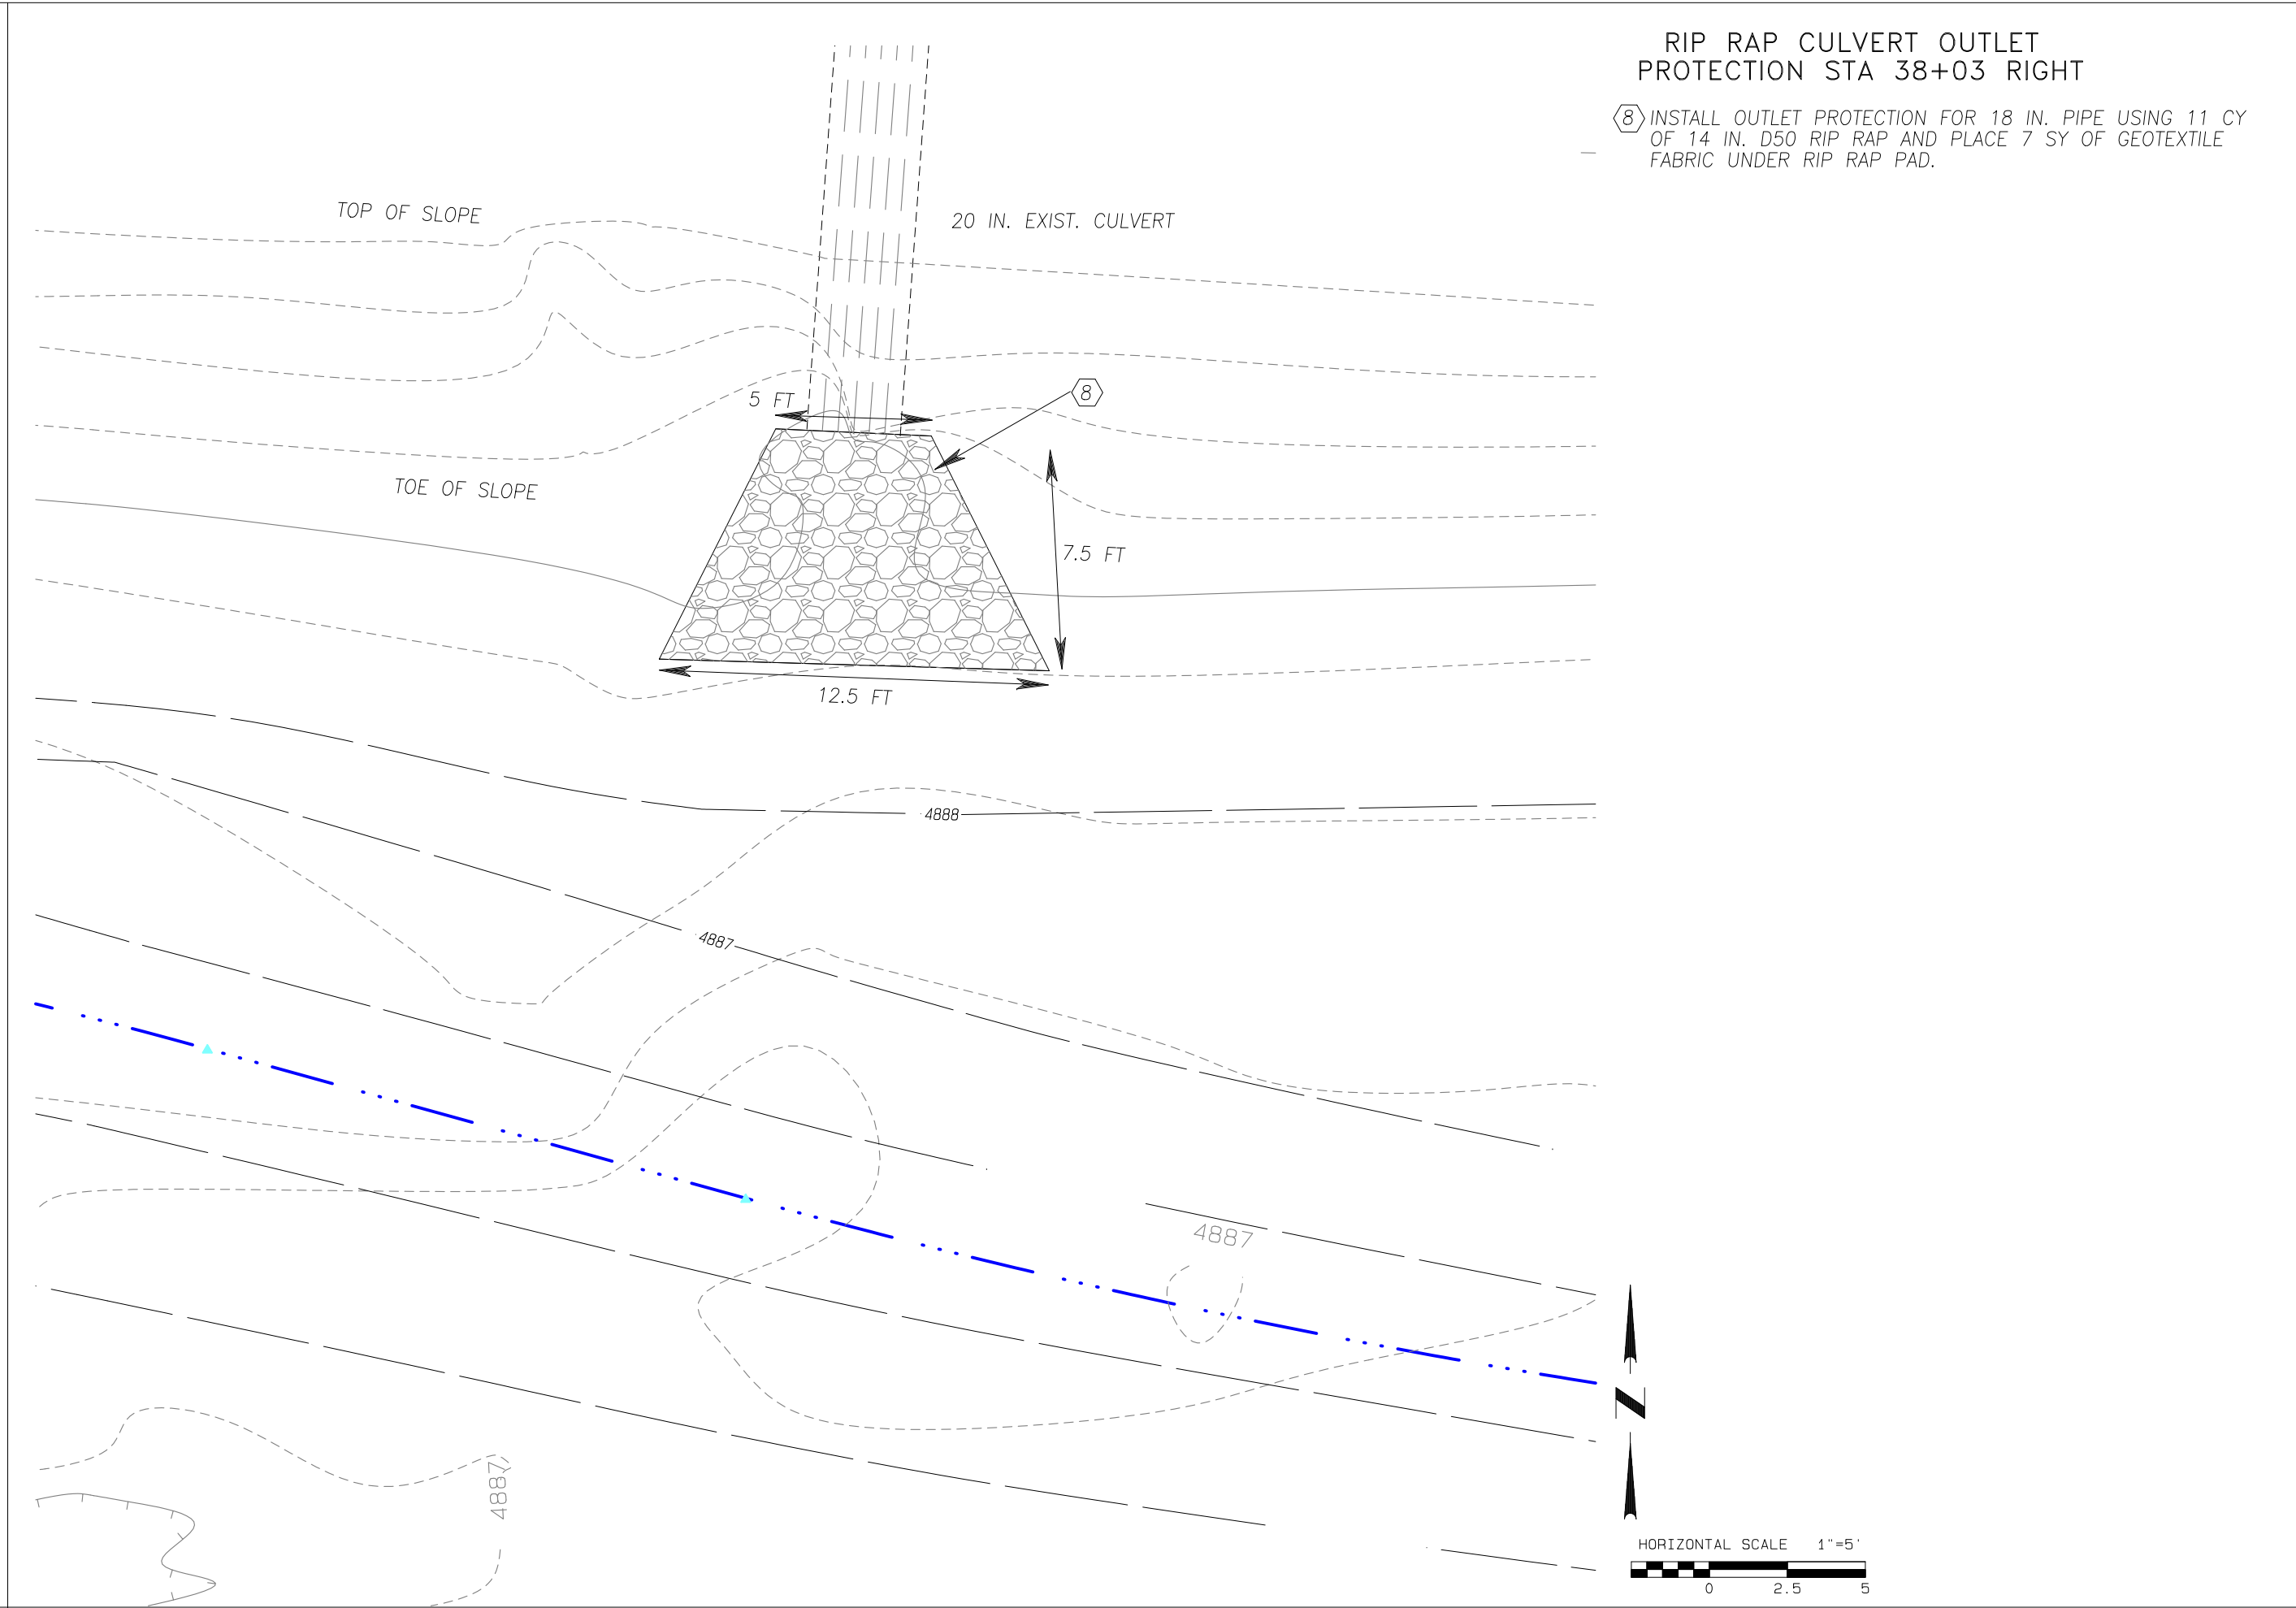 RIP RAP CULVERT OUTLET
PROTECTION STA 38+03 RIGHT
8 INSTALL OUTLET PROTECTION FOR 18 IN. PIPE USING 11 CY
OF 14 IN. D50 RIP RAP AND PLACE 7 SY OF GEOTEXTILE
FABRIC UNDER RIP RAP PAD.
TOP OF SLOPE
20 IN. EXIST. CULVERT
5 FT
8
TOE OF SLOPE
7.5 FT
12.5 FT
4888
4887
4887
4887
N
HORIZONTAL SCALE 1"=5'
0 2.5 5